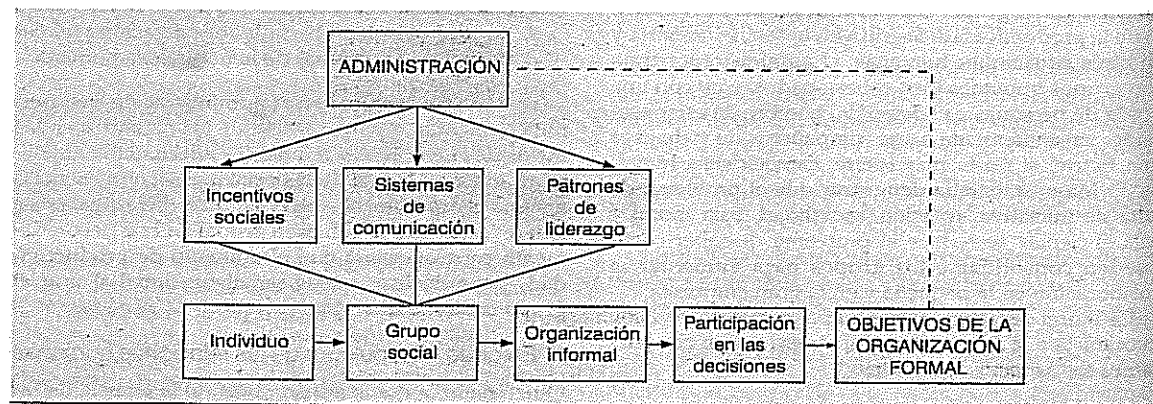 ADMINISTRACIÓN
Incentivos
sociales
Sistemas
de
comunicación
Patrones
de
liderazgo
Individuo
Grupo
social
Organización
informal
Participación
en las
decisiones
OBJETIVOS DE LA
ORGANIZACIÓN
FORMAL